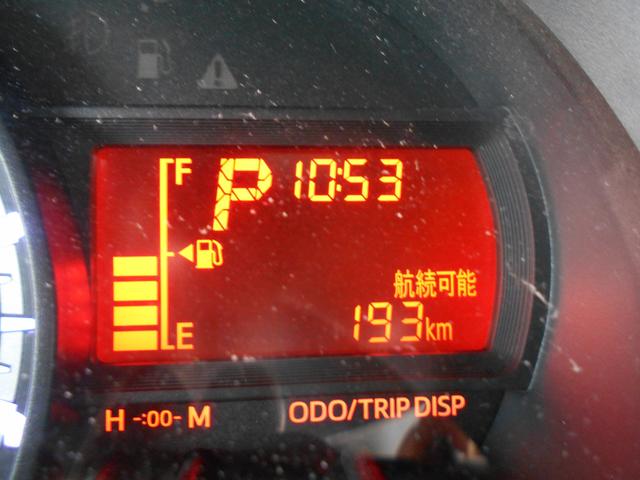 F
P 10:53
航続可能
193km
E
H -:00- M
ODO/TRIP DISP